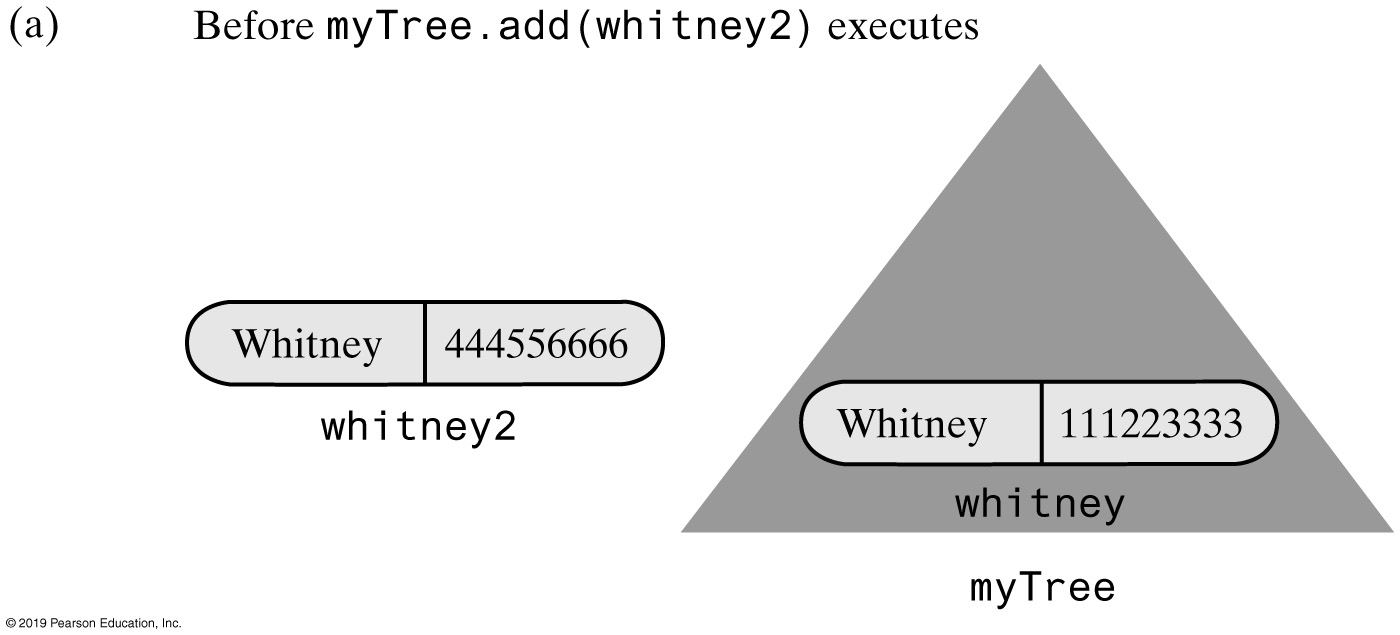 (a) Before myTree.add(whitney2) executes
Whitney 444556666
whitney2
Whitney 111223333
whitney
myTree
© 2019 Pearson Education, Inc.